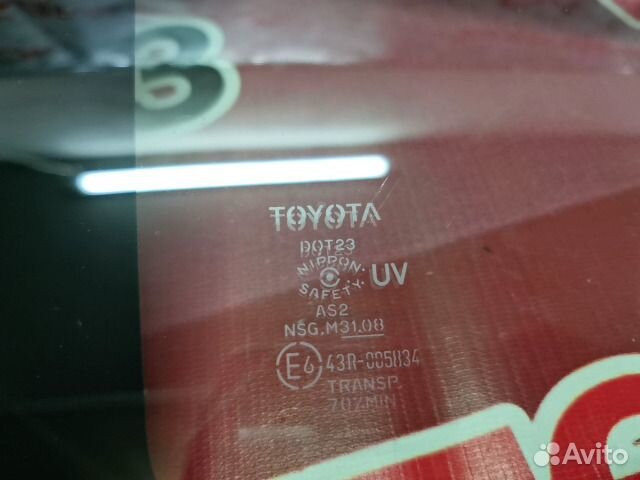 TOYOTA
DOT23
NIPPON
SAFETY
UV
AS2
NSG.M31.08
E6 43R-005834
TRANSP.
70%MIN
Avito